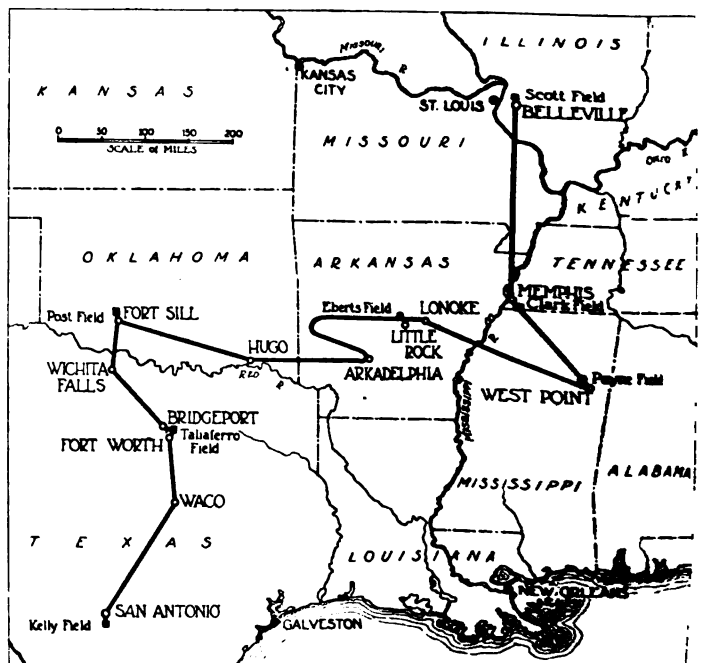 ILLINOIS
MISSOURI R
KANSAS CITY
KANSAS
ST. LOUIS
Scott Field
BELLEVILLE
0 50 100 150 200
SCALE of MILES
MISSOURI
OHIO R
KENTUCKY
OKLAHOMA
ARKANSAS
TENNESSEE
MEMPHIS
Clark Field
Post Field
FORT SILL
Eberts Field
LONOKE
LITTLE ROCK
R
HUGO
ARKADELPHIA
WICHITA FALLS
RED R
WEST POINT
Payne Field
MISSISSIPPI
BRIDGEPORT
Taliaferro Field
FORT WORTH
ALABAMA
MISSISSIPPI
WACO
TEXAS
LOUISIANA
NEW ORLEANS
SAN ANTONIO
Kelly Field
GALVESTON